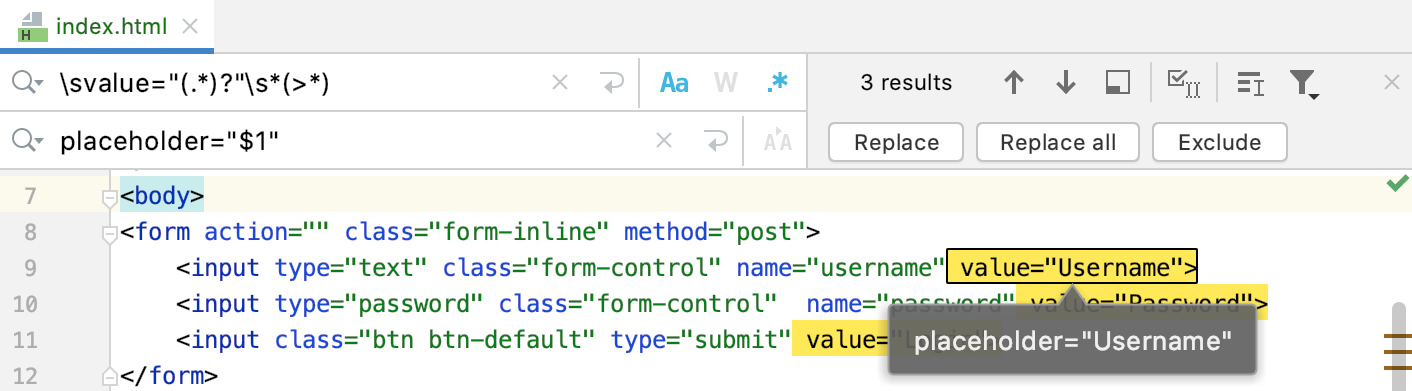 index.html
\svalue="(.*)?"\s*(>*)
Aa W .*
3 results
placeholder="$1"
Replace Replace all Exclude
7 <body>
8 <form action="" class="form-inline" method="post">
9 <input type="text" class="form-control" name="username" value="Username">
10 <input type="password" class="form-control"  name="password" value="Password">
11 <input class="btn btn-default" type="submit" value=
placeholder="Username"
12 </form>